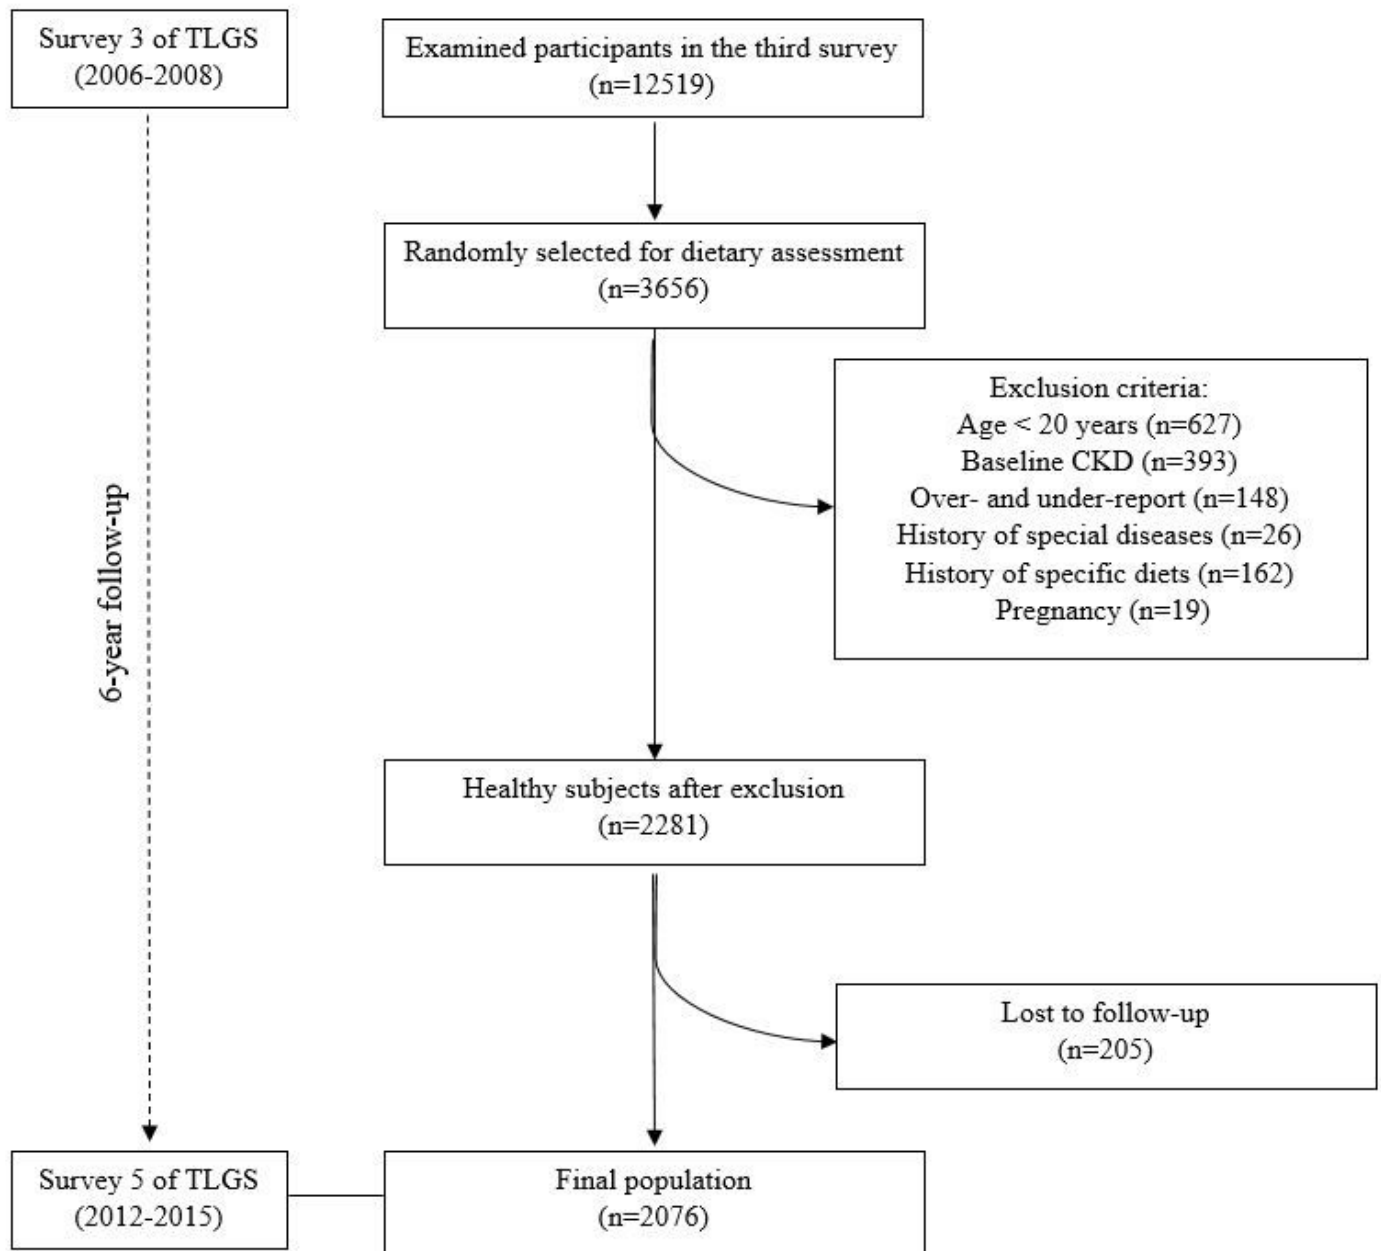 Survey 3 of TLGS
(2006-2008)
Examined participants in the third survey
(n=12519)
Randomly selected for dietary assessment
(n=3656)
Exclusion criteria:
Age < 20 years (n=627)
Baseline CKD (n=393)
Over- and under-report (n=148)
History of special diseases (n=26)
History of specific diets (n=162)
Pregnancy (n=19)
6-year follow-up
Healthy subjects after exclusion
(n=2281)
Lost to follow-up
(n=205)
Survey 5 of TLGS
(2012-2015)
Final population
(n=2076)